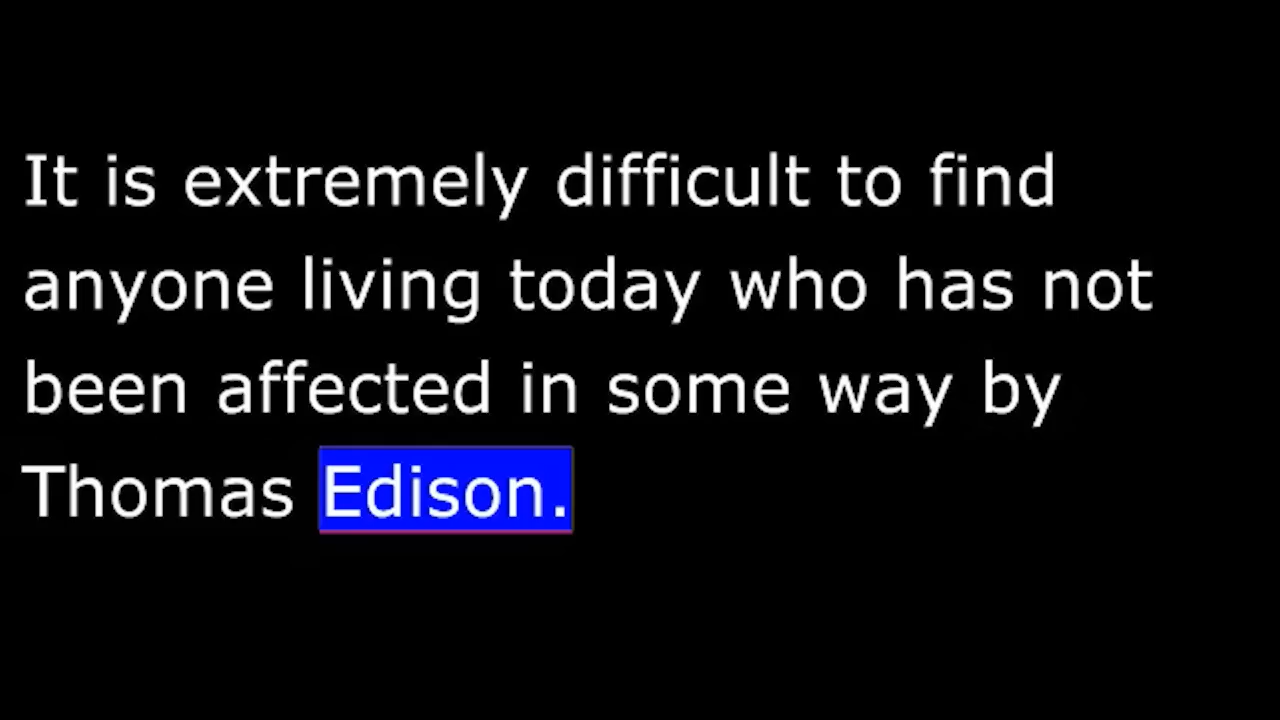 It is extremely difficult to find
anyone living today who has not
been affected in some way by
Thomas Edison.